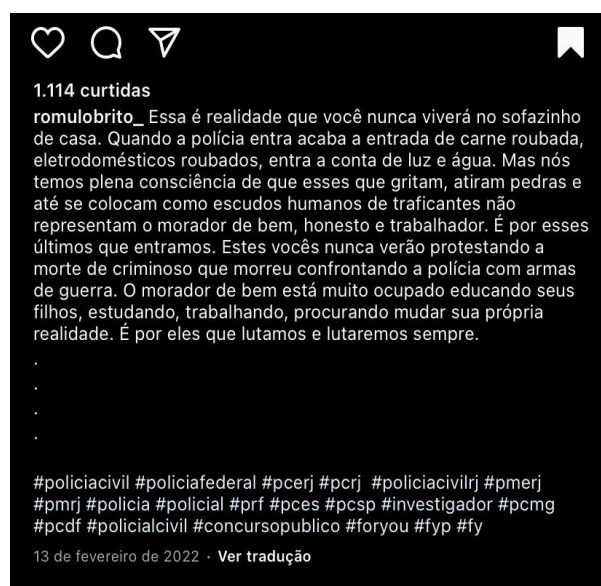 1.114 curtidas
romulobrito_ Essa é realidade que você nunca viverá no sofazinho
de casa. Quando a polícia entra acaba a entrada de carne roubada,
eletrodomésticos roubados, entra a conta de luz e água. Mas nós
temos plena consciência de que esses que gritam, atiram pedras e
até se colocam como escudos humanos de traficantes não
representam o morador de bem, honesto e trabalhador. É por esses
últimos que entramos. Estes vocês nunca verão protestando a
morte de criminoso que morreu confrontando a polícia com armas
de guerra. O morador de bem está muito ocupado educando seus
filhos, estudando, trabalhando, procurando mudar sua própria
realidade. É por eles que lutamos e lutaremos sempre.
.
.
.
.
#policiacivil #policiafederal #pcerj #pcrj #policiacivilrj #pmerj
#pmrj #policia #policial #prf #pces #pcsp #investigador #pcmg
#pcdf #policialcivil #concursopublico #foryou #fyp #fy
13 de fevereiro de 2022 · Ver tradução